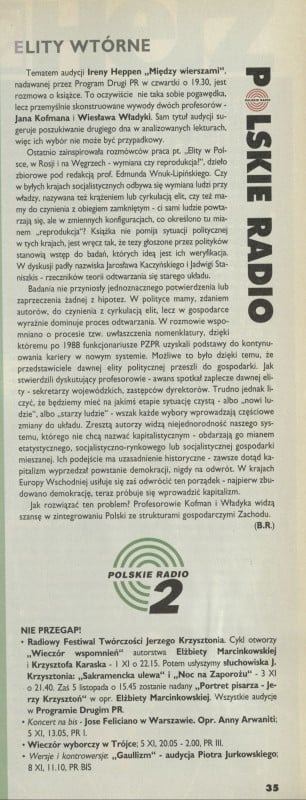 ELITY WTÓRNE
Tematem audycji Ireny Heppen „Między wierszami",
nadawanej przez Program Drugi PR w czwartki o 19.30, jest
rozmowa o książce. To oczywiście nie taka sobie pogawędka,
lecz przemyślnie skonstruowane wywody dwóch profesorów -
Jana Kofmana i Wiesława Władyki. Sam tytuł audycji su-
geruje poszukiwanie drugiego dna w analizowanych lekturach,
więc ich wybór nie może być przypadkowy.
Ostatnio zainspirowała rozmówców praca pt. „Elity w Pol-
sce, w Rosji i na Węgrzech - wymiana czy reprodukcja?", dzieło
zbiorowe pod redakcją prof. Edmunda Wnuk-Lipińskiego. Czy
w byłych krajach socjalistycznych odbywa się wymiana ludzi przy
władzy, nazywana też krążeniem lub cyrkulacją elit, czy też ma-
my do czynienia z obiegiem zamkniętym - ci sami ludzie powta-
rzają się, ale w zmiennych konfiguracjach, co określono tu mia-
nem „reprodukcja"? Książka nie pomija sytuacji politycznej
w tych krajach, jest wręcz tak, że tezy głoszone przez polityków
stanowią wstęp do badań, których ideą jest ich weryfikacja.
W dyskusji padły nazwiska Jarosława Kaczyńskiego i Jadwigi Sta-
niszkis - rzeczników teorii odtwarzania się starego układu.
Badania nie przyniosły jednoznacznego potwierdzenia lub
zaprzeczenia żadnej z hipotez. W polityce mamy, zdaniem
autorów, do czynienia z cyrkulacją elit, lecz w gospodarce
wyraźnie dominuje proces odtwarzania. W rozmowie wspo-
mniano o procesie tzw. uwłaszczenia nomenklatury, dzięki
któremu po 1988 funkcjonariusze PZPR uzyskali podstawy do kontynu-
owania kariery w nowym systemie. Możliwe to było dzięki temu, że
przedstawiciele dawnej elity politycznej przeszli do gospodarki. Jak
stwierdzili dyskutujący profesorowie - awans spotkał zaplecze dawnej eli-
ty - sekretarzy wojewódzkich, zastępców dyrektorów. Trudno jednak li-
czyć, że będziemy mieć na jakimś etapie sytuację czystą - albo „nowi lu-
dzie", albo „starzy ludzie" - wszak każde wybory wprowadzają częściowe
zmiany do układu. Zresztą autorzy widzą niejednorodność naszego sys-
temu, którego nie chcą nazwać kapitalistycznym - obdarzają go mianem
etatystycznego, socjalistyczno-rynkowego lub socjalistycznej gospodarki
mieszanej. Ich podejście ma uzasadnienie historyczne - zawsze dotąd ka-
pitalizm wyprzedzał powstanie demokracji, nigdy na odwrót. W krajach
Europy Wschodniej usiłuje się zaś odwrócić ten porządek - najpierw zbu-
dowano demokrację, teraz próbuje się wprowadzić kapitalizm.
Jak rozwiązać ten problem? Profesorowie Kofman i Władyka widzą
szansę w zintegrowaniu Polski ze strukturami gospodarczymi Zachodu.
(B.R.)
POLSKIE RADIO
POLSKIE RADIO
POLSKIE RADIO
2
NIE PRZEGAP!
• Radiowy Festiwal Twórczości Jerzego Krzysztonia. Cykl otworzy
„Wieczór wspomnień" autorstwa Elżbiety Marcinkowskiej
i Krzysztofa Karaska - 1 XI o 22.15. Potem usłyszymy słuchowiska J.
Krzysztonia: „Sakramencka ulewa" i „Noc na Zaporożu" - 3 XI
o 21.40. Zaś 5 listopada o 15.45 zostanie nadany „Portret pisarza - Je-
rzy Krzysztoń" w opr. Elżbiety Marcinkowskiej. Wszystkie audycje
w Programie Drugim PR.
• Koncert na bis - Jose Feliciano w Warszawie. Opr. Anny Arwaniti;
5 XI, 13.05, PR I.
• Wieczór wyborczy w Trójce; 5 XI, 20.05 - 2.00, PR III.
• Wersje i kontrowersje: „Gaullizm" - audycja Piotra Jurkowskiego;
8 XI, 11.10, PR BIS
35